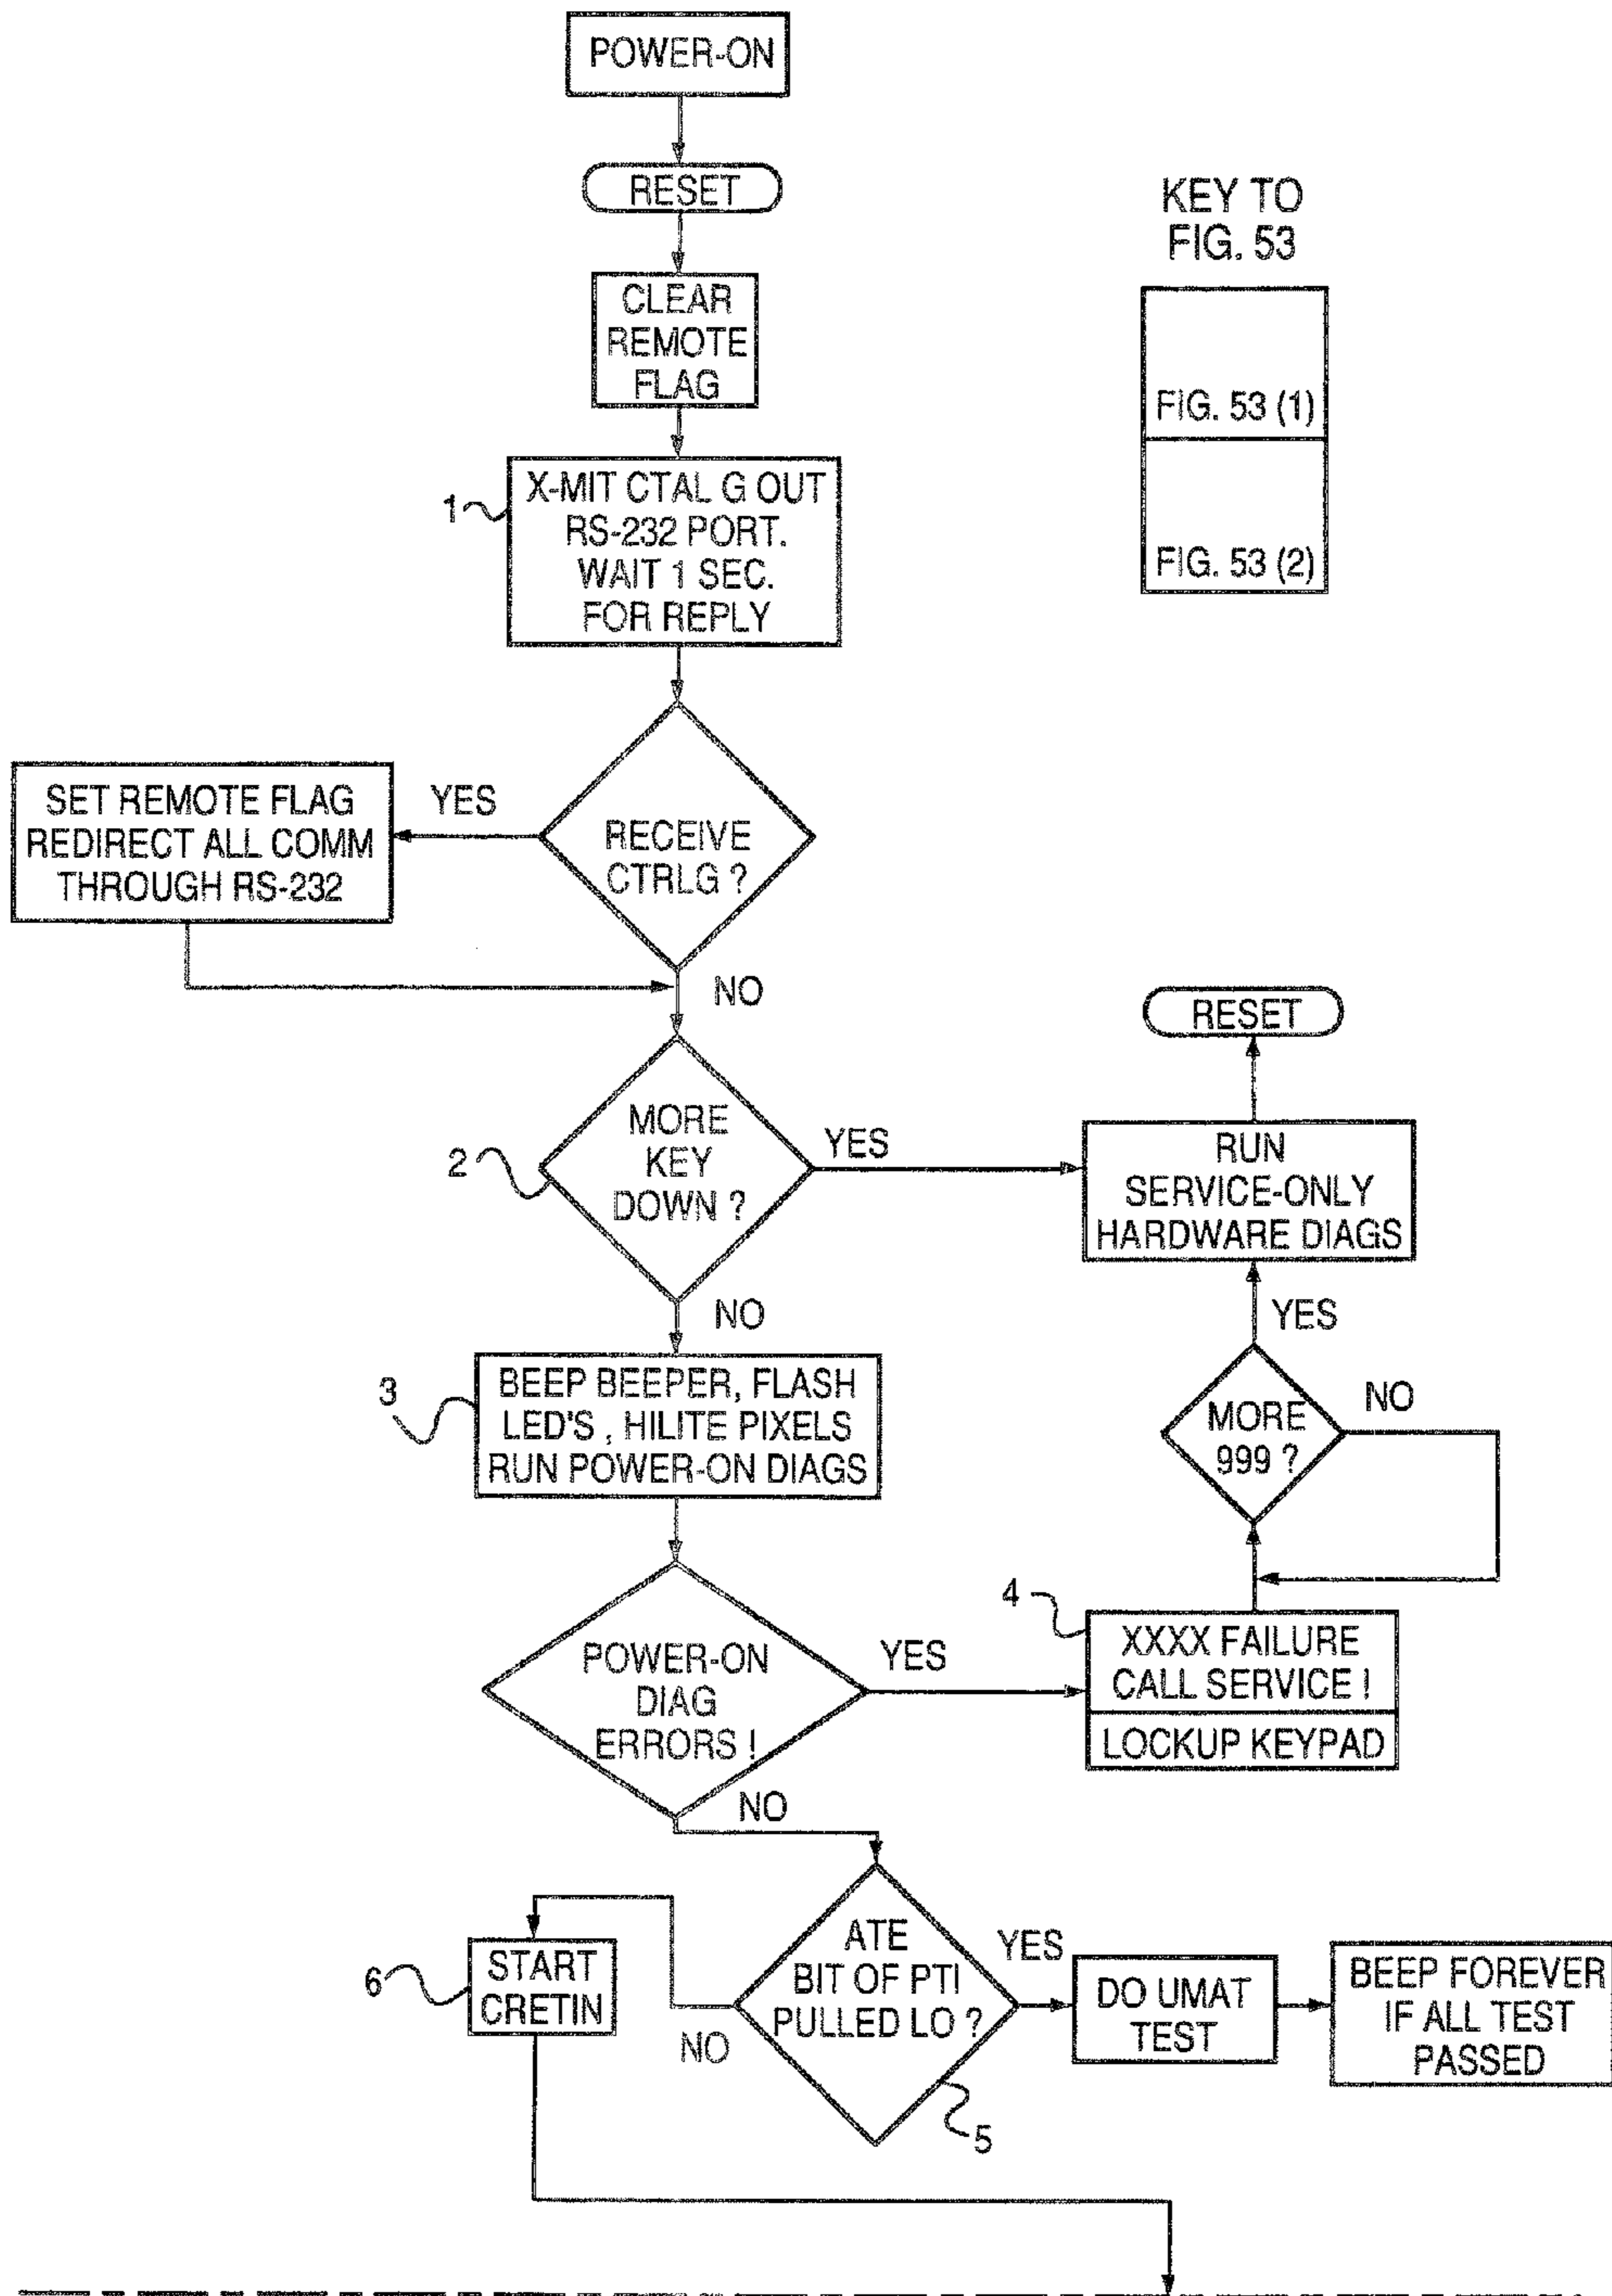 POWER-ON
RESET
KEY TO
FIG. 53
FIG. 53 (1)
FIG. 53 (2)
CLEAR
REMOTE
FLAG
1
X-MIT CTAL G OUT
RS-232 PORT.
WAIT 1 SEC.
FOR REPLY
SET REMOTE FLAG
REDIRECT ALL COMM
THROUGH RS-232
YES
RECEIVE
CTRLG ?
NO
RESET
2
MORE
KEY
DOWN ?
YES
RUN
SERVICE-ONLY
HARDWARE DIAGS
NO
YES
3
BEEP BEEPER, FLASH
LED'S , HILITE PIXELS
RUN POWER-ON DIAGS
MORE
999 ?
NO
POWER-ON
DIAG
ERRORS !
YES
4
XXXX FAILURE
CALL SERVICE !
LOCKUP KEYPAD
NO
6
START
CRETIN
NO
ATE
BIT OF PTI
PULLED LO ?
5
YES
DO UMAT
TEST
BEEP FOREVER
IF ALL TEST
PASSED